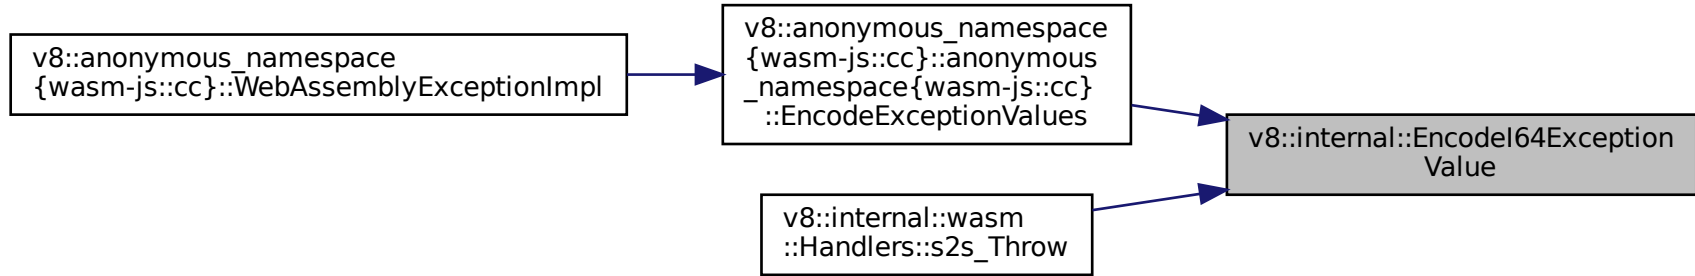 v8::anonymous_namespace
{wasm-js::cc}::WebAssemblyExceptionImpl
v8::anonymous_namespace
{wasm-js::cc}::anonymous
_namespace{wasm-js::cc}
::EncodeExceptionValues
v8::internal::EncodeI64Exception
Value
v8::internal::wasm
::Handlers::s2s_Throw